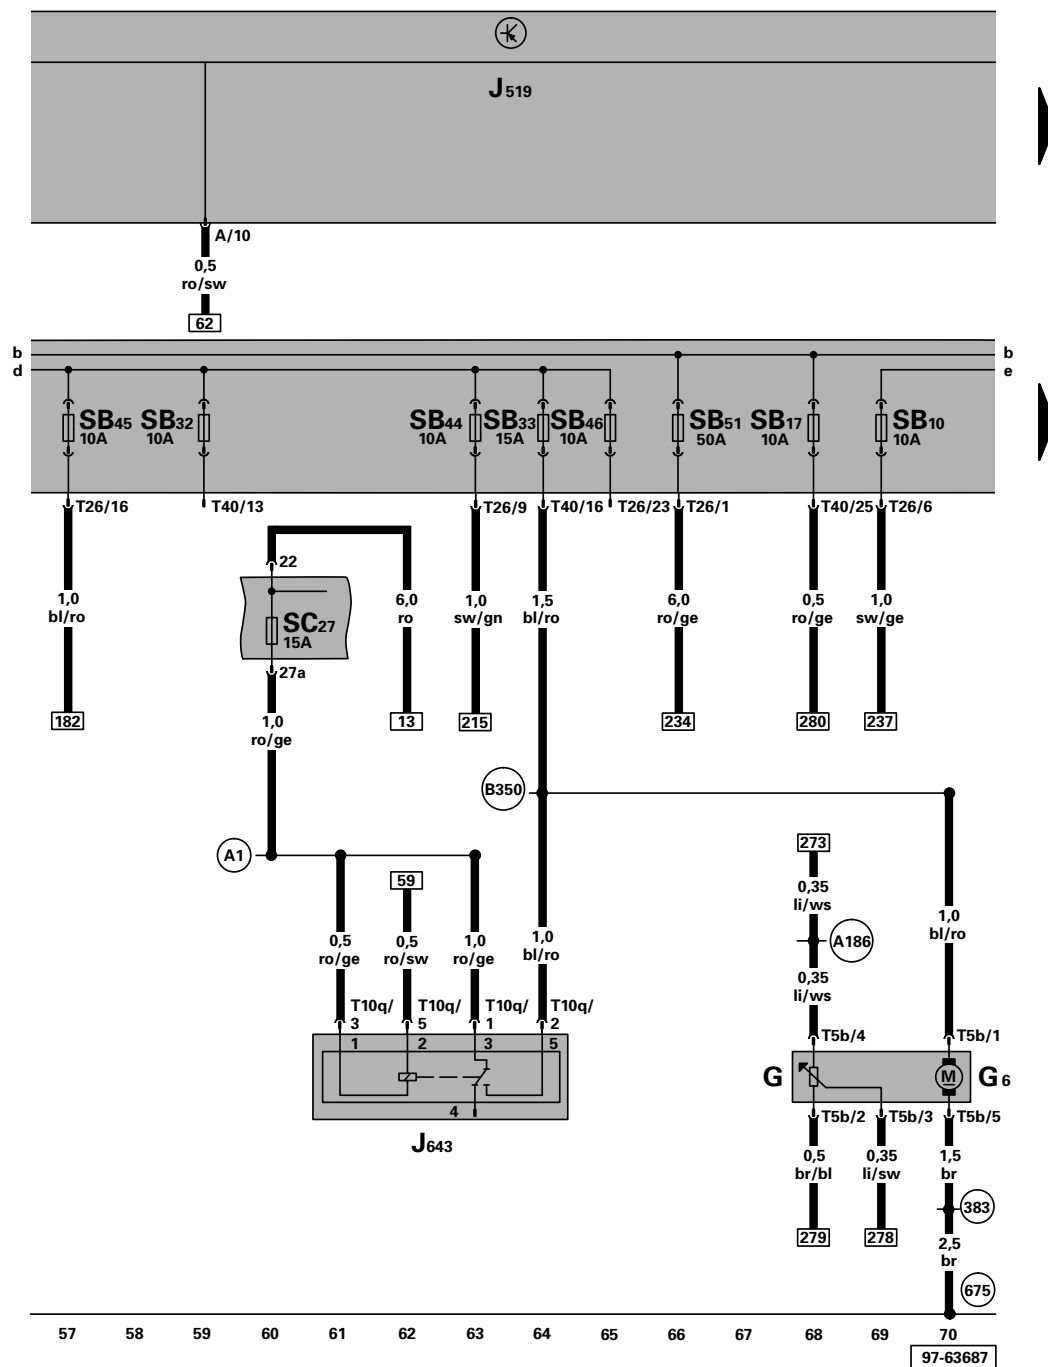 J519
A/10
0,5
ro/sw
62
b b
d e
SB45 10A
SB32 10A
SB44 10A
SB33 15A
SB46 10A
SB51 50A
SB17 10A
SB10 10A
T26/16 T40/13 T26/9 T40/16 T26/23 T26/1 T40/25 T26/6
22
1,0 bl/ro
6,0 ro
1,0 sw/gn
1,5 bl/ro
6,0 ro/ge
0,5 ro/ge
1,0 sw/ge
SC27
15A
27a
182 13 215 234 280 237
1,0
ro/ge
B350
A1
59
273
0,35
li/ws
A186
0,35
li/ws
1,0
bl/ro
0,5 ro/ge
0,5 ro/sw
1,0 ro/ge
1,0 bl/ro
T10q/ T10q/ T10q/ T10q/
3 5 1 2
1 2 3 5
4
J643
T5b/4 T5b/1
G M G6
T5b/2 T5b/3 T5b/5
0,5 br/bl
0,35 li/sw
1,5 br
383
279 278
2,5
br
675
57 58 59 60 61 62 63 64 65 66 67 68 69 70
97-63687